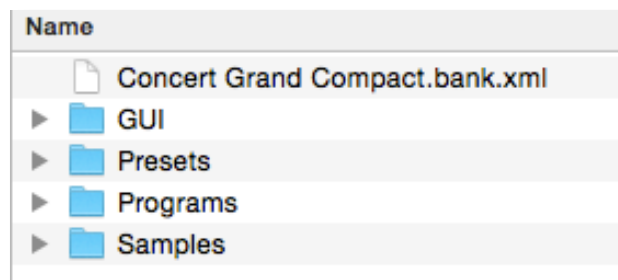 Name
Concert Grand Compact.bank.xml
GUI
Presets
Programs
Samples